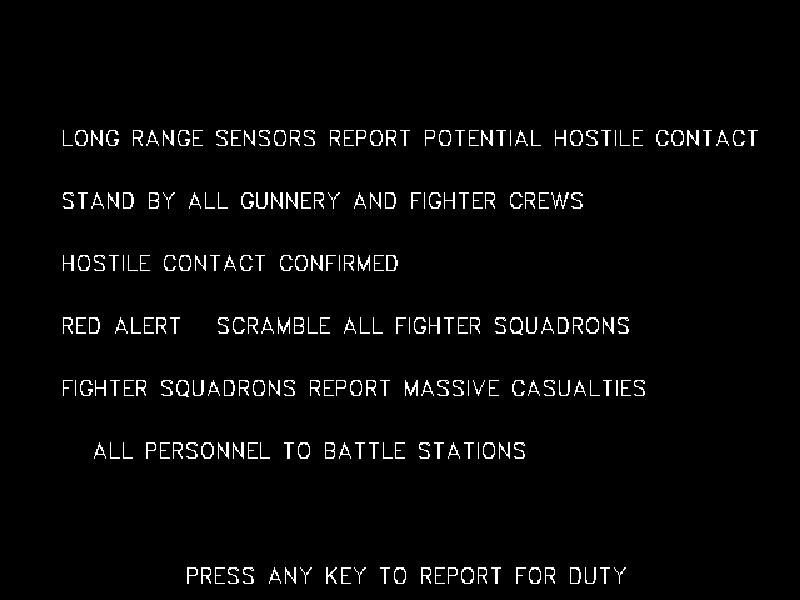 LONG RANGE SENSORS REPORT POTENTIAL HOSTILE CONTACT
STAND BY ALL GUNNERY AND FIGHTER CREWS
HOSTILE CONTACT CONFIRMED
RED ALERT   SCRAMBLE ALL FIGHTER SQUADRONS
FIGHTER SQUADRONS REPORT MASSIVE CASUALTIES
ALL PERSONNEL TO BATTLE STATIONS
PRESS ANY KEY TO REPORT FOR DUTY